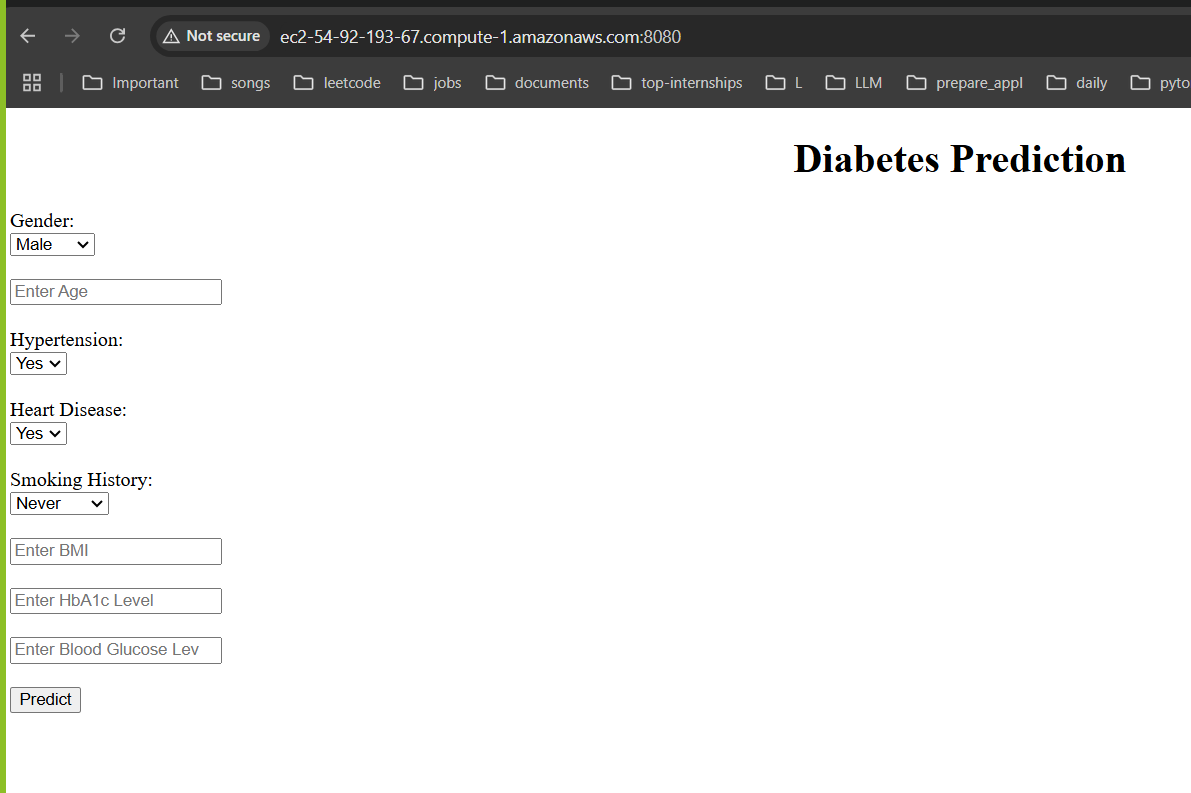 Not secure ec2-54-92-193-67.compute-1.amazonaws.com:8080
Important songs leetcode jobs documents top-internships L LLM prepare_appl daily pyto
Diabetes Prediction
Gender:
Male
Enter Age
Hypertension:
Yes
Heart Disease:
Yes
Smoking History:
Never
Enter BMI
Enter HbA1c Level
Enter Blood Glucose Lev
Predict